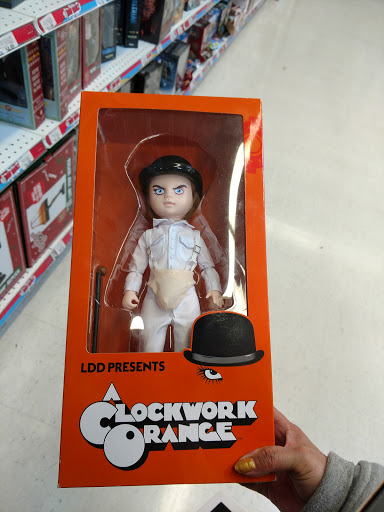 LDD PRESENTS
A
CLOCKWORK
ORANGE